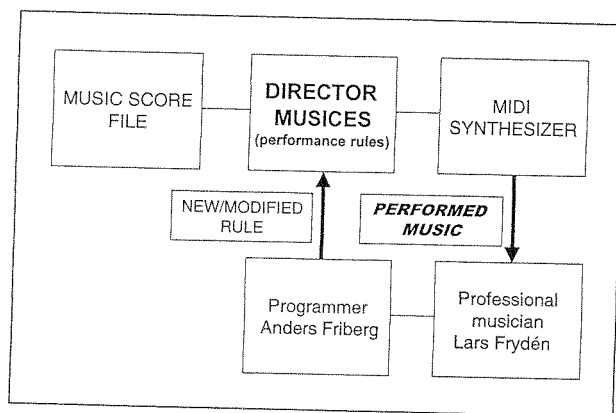 MUSIC SCORE
FILE
DIRECTOR
MUSICES
(performance rules)
MIDI
SYNTHESIZER
NEW/MODIFIED
RULE
PERFORMED
MUSIC
Programmer
Anders Friberg
Professional
musician
Lars Frydén